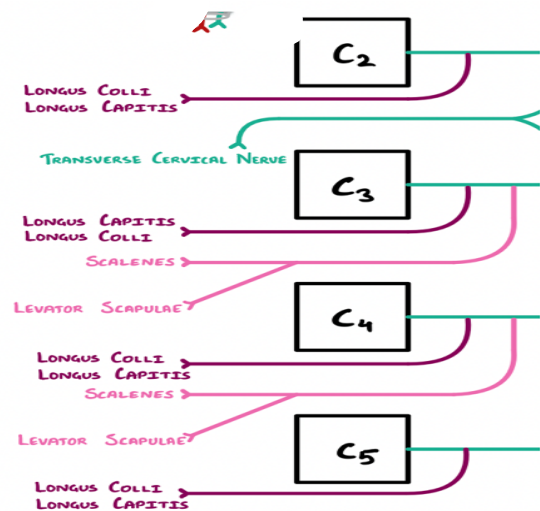 C2
LONGUS COLLI
LONGUS CAPITIS
TRANSVERSE CERVICAL NERVE
C3
LONGUS CAPITIS
LONGUS COLLI
SCALENES
LEVATOR SCAPULAE
C4
LONGUS COLLI
LONGUS CAPITIS
SCALENES
LEVATOR SCAPULAE
C5
LONGUS COLLI
LONGUS CAPITIS